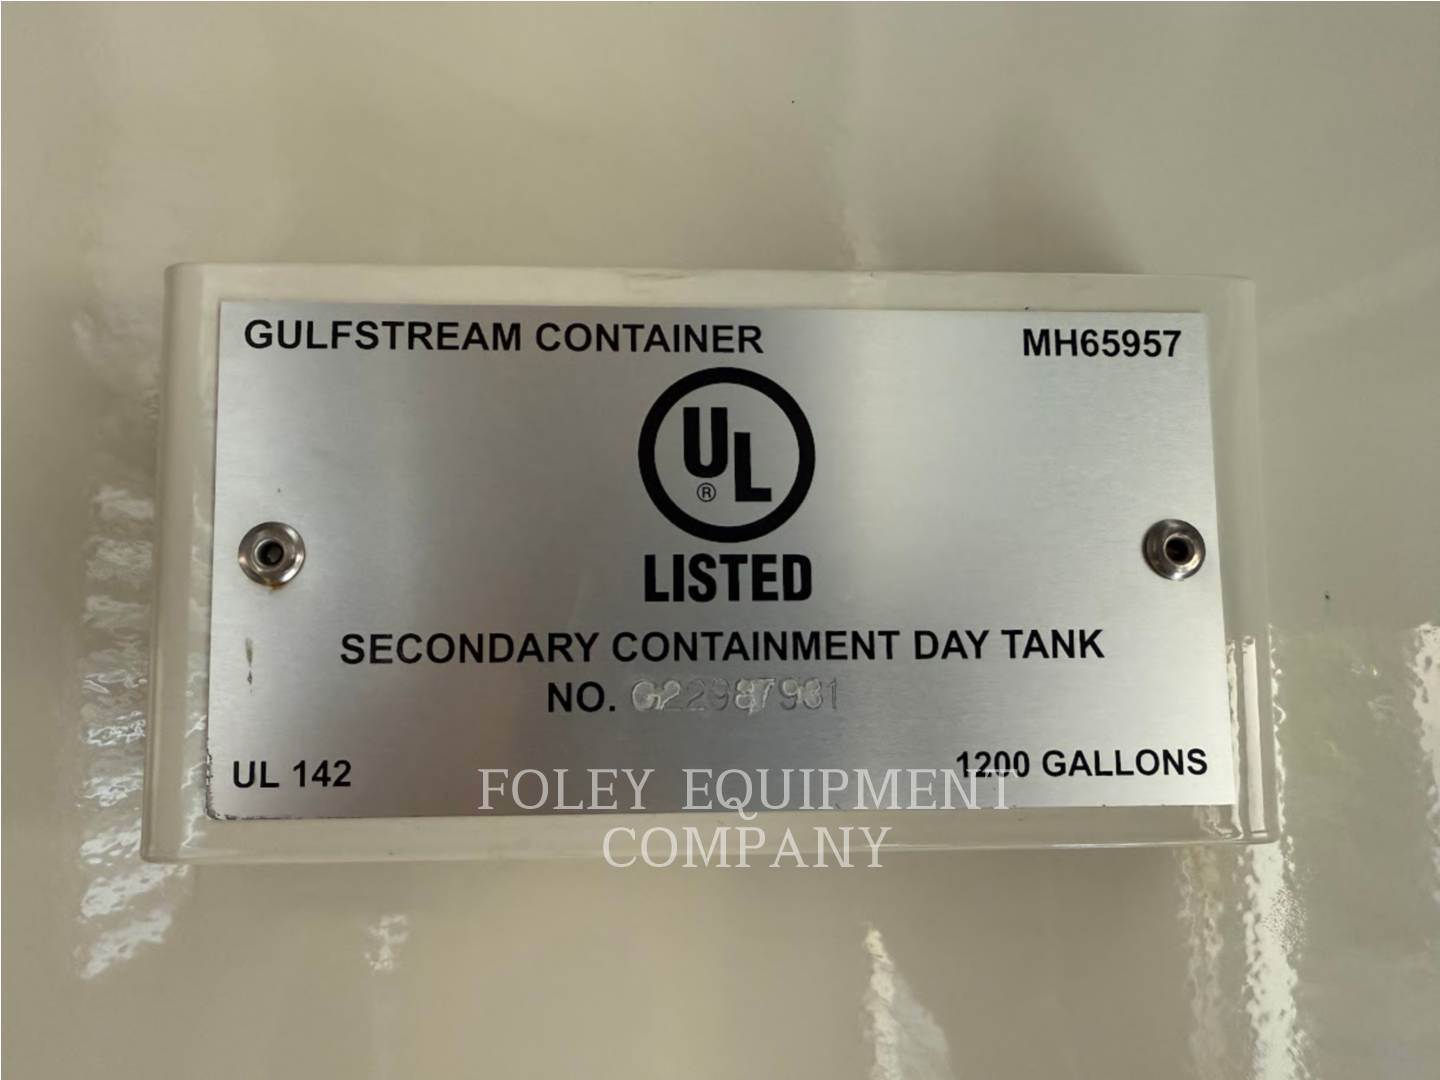 GULFSTREAM CONTAINER MH65957
UL
®
LISTED
SECONDARY CONTAINMENT DAY TANK
NO.
UL 142 1200 GALLONS
FOLEY EQUIPMENT
COMPANY